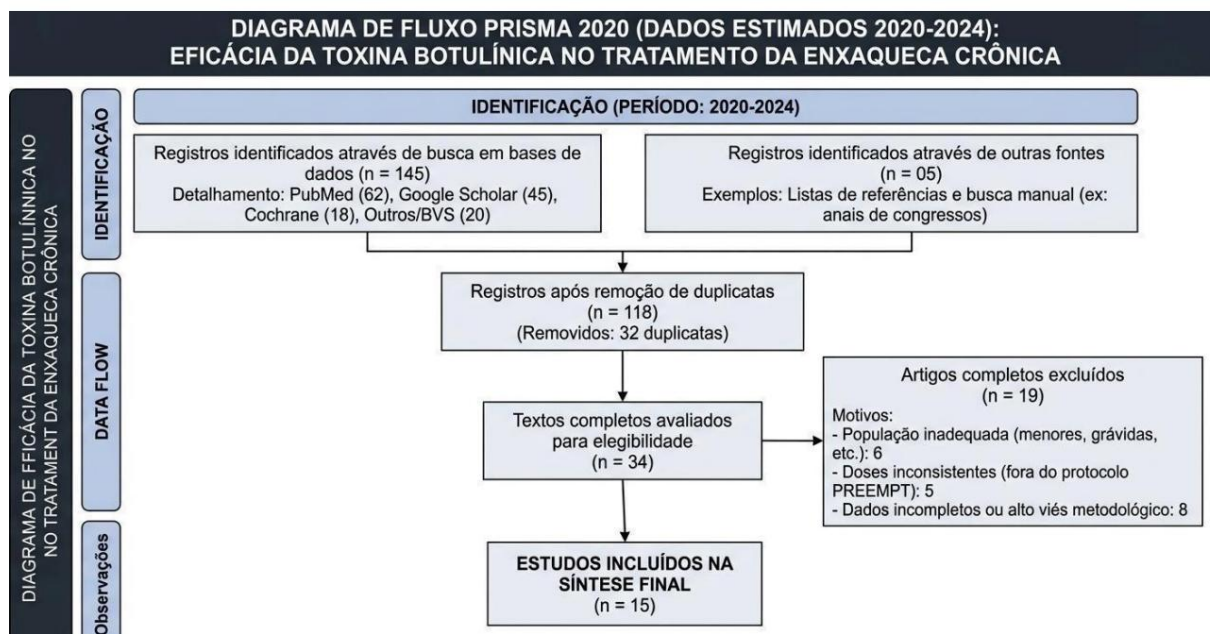 DIAGRAMA DE FLUXO PRISMA 2020 (DADOS ESTIMADOS 2020-2024):
EFICÁCIA DA TOXINA BOTULÍNICA NO TRATAMENTO DA ENXAQUECA CRÔNICA
DIAGRAMA DE FFICÁCIA DA TOXINA BOTULÍNNICA NO
NO TRATAMENT DA ENXAQUECA CRÔNICA
IDENTIFICAÇÃO
IDENTIFICAÇÃO (PERÍODO: 2020-2024)
Registros identificados através de busca em bases de
dados (n = 145)
Detalhamento: PubMed (62), Google Scholar (45),
Cochrane (18), Outros/BVS (20)
Registros identificados através de outras fontes
(n = 05)
Exemplos: Listas de referências e busca manual (ex:
anais de congressos)
DATA FLOW
Registros após remoção de duplicatas
(n = 118)
(Removidos: 32 duplicatas)
Textos completos avaliados
para elegibilidade
(n = 34)
Artigos completos excluídos
(n = 19)
Motivos:
- População inadequada (menores, grávidas,
etc.): 6
- Doses inconsistentes (fora do protocolo
PREEMPT): 5
- Dados incompletos ou alto viés metodológico: 8
Observações
ESTUDOS INCLUÍDOS NA
SÍNTESE FINAL
(n = 15)